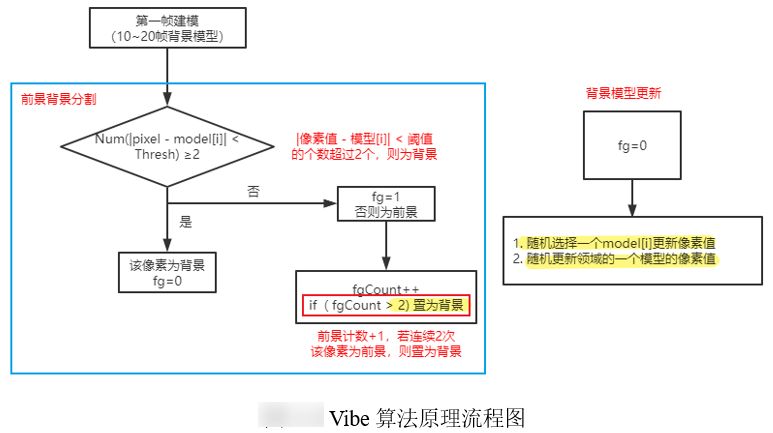 第一帧建模
（10~20帧背景模型）
前景背景分割
Num(|pixel - model[i]| <
Thresh) ≥2
|像素值 - 模型[i]| < 阈值
的个数超过2个，则为背景
否
是
fg=1
否则为前景
该像素为背景
fg=0
fgCount++
if（ fgCount > 2) 置为背景
前景计数+1，若连续2次
该像素为前景，则置为背景
背景模型更新
fg=0
1. 随机选择一个model[i]更新像素值
2. 随机更新领域的一个模型的像素值
Vibe 算法原理流程图